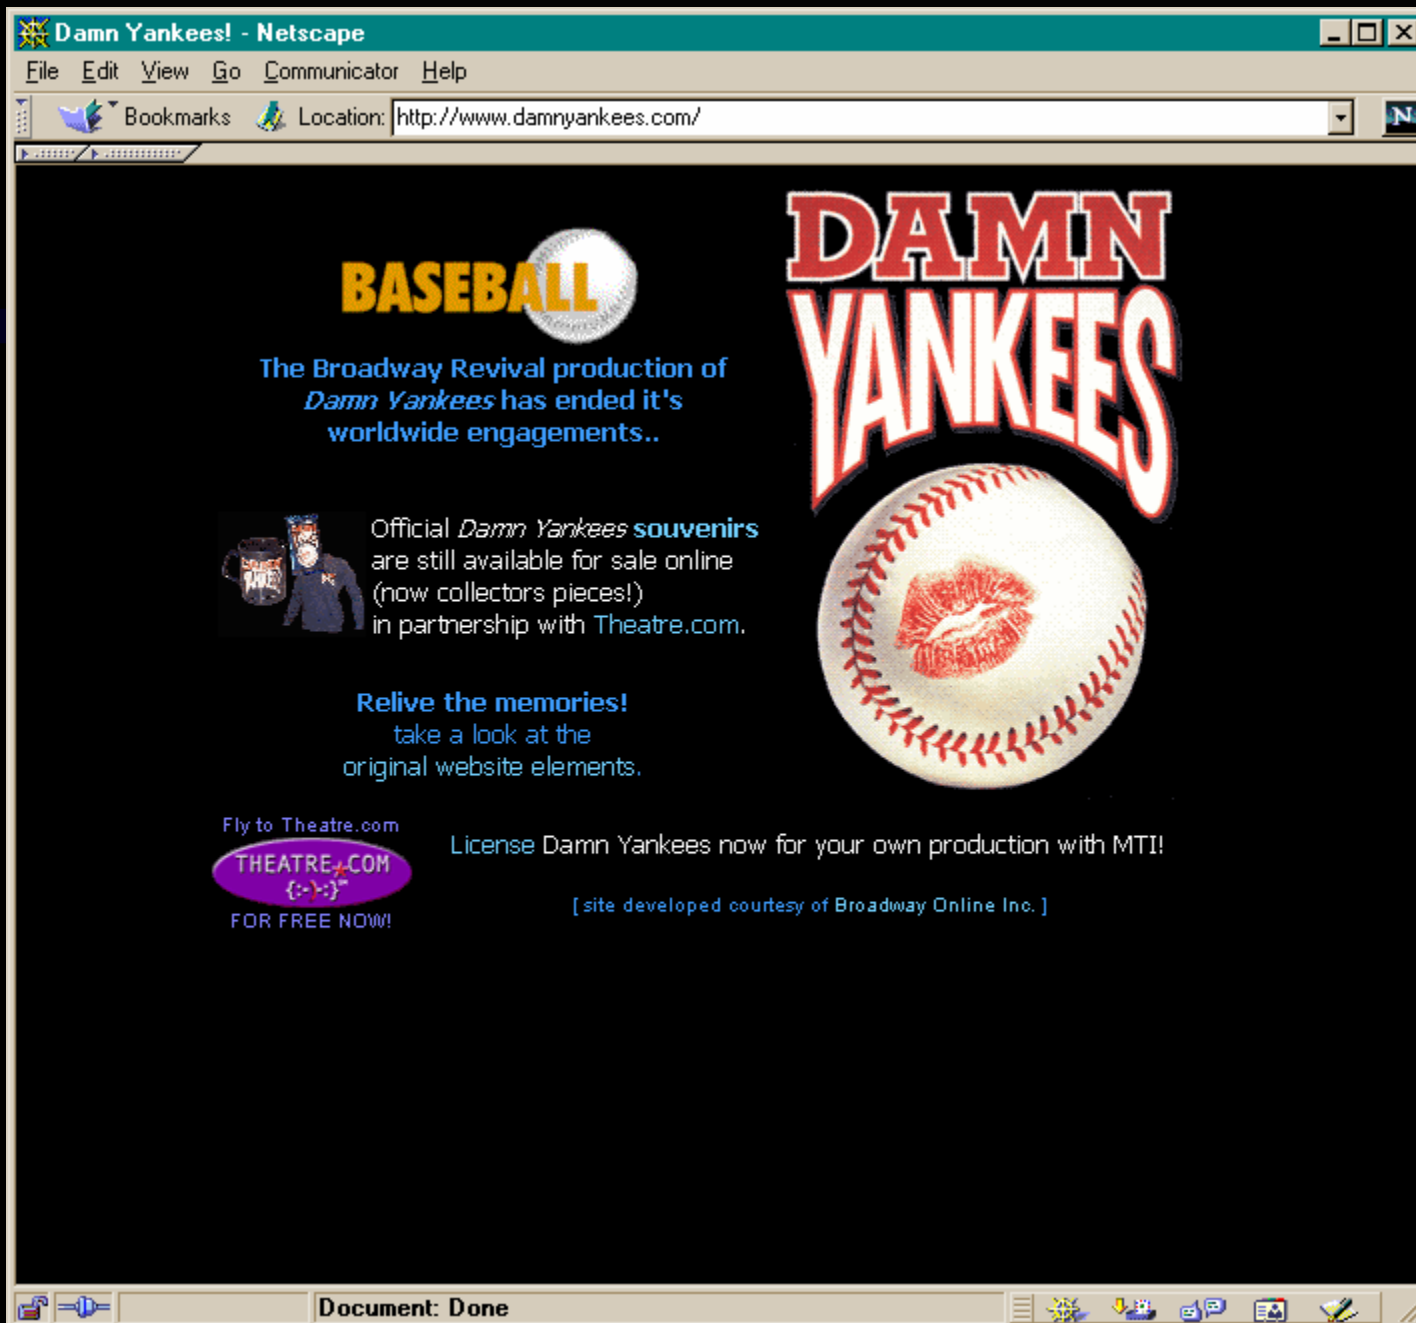 Damn Yankees! - Netscape
File Edit View Go Communicator Help
Bookmarks Location: http://www.damnyankees.com/
N
BASEBALL
The Broadway Revival production of
Damn Yankees has ended it's
worldwide engagements..
DAMN
YANKEES
Official Damn Yankees souvenirs
are still available for sale online
(now collectors pieces!)
in partnership with Theatre.com.
Relive the memories!
take a look at the
original website elements.
Fly to Theatre.com
THEATRE★COM
{:-):}™
FOR FREE NOW!
License Damn Yankees now for your own production with MTI!
[ site developed courtesy of Broadway Online Inc. ]
Document: Done